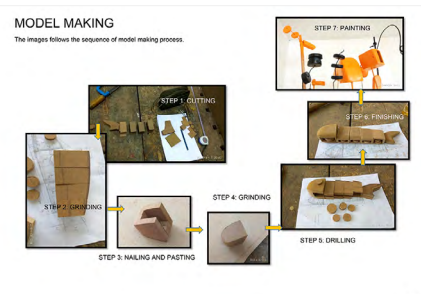 MODEL MAKING
The images follows the sequence of model making process.
STEP 7: PAINTING
STEP 1: CUTTING
STEP 6: FINISHING
STEP 2: GRINDING
STEP 4: GRINDING
STEP 3: NAILING AND PASTING
STEP 5: DRILLING